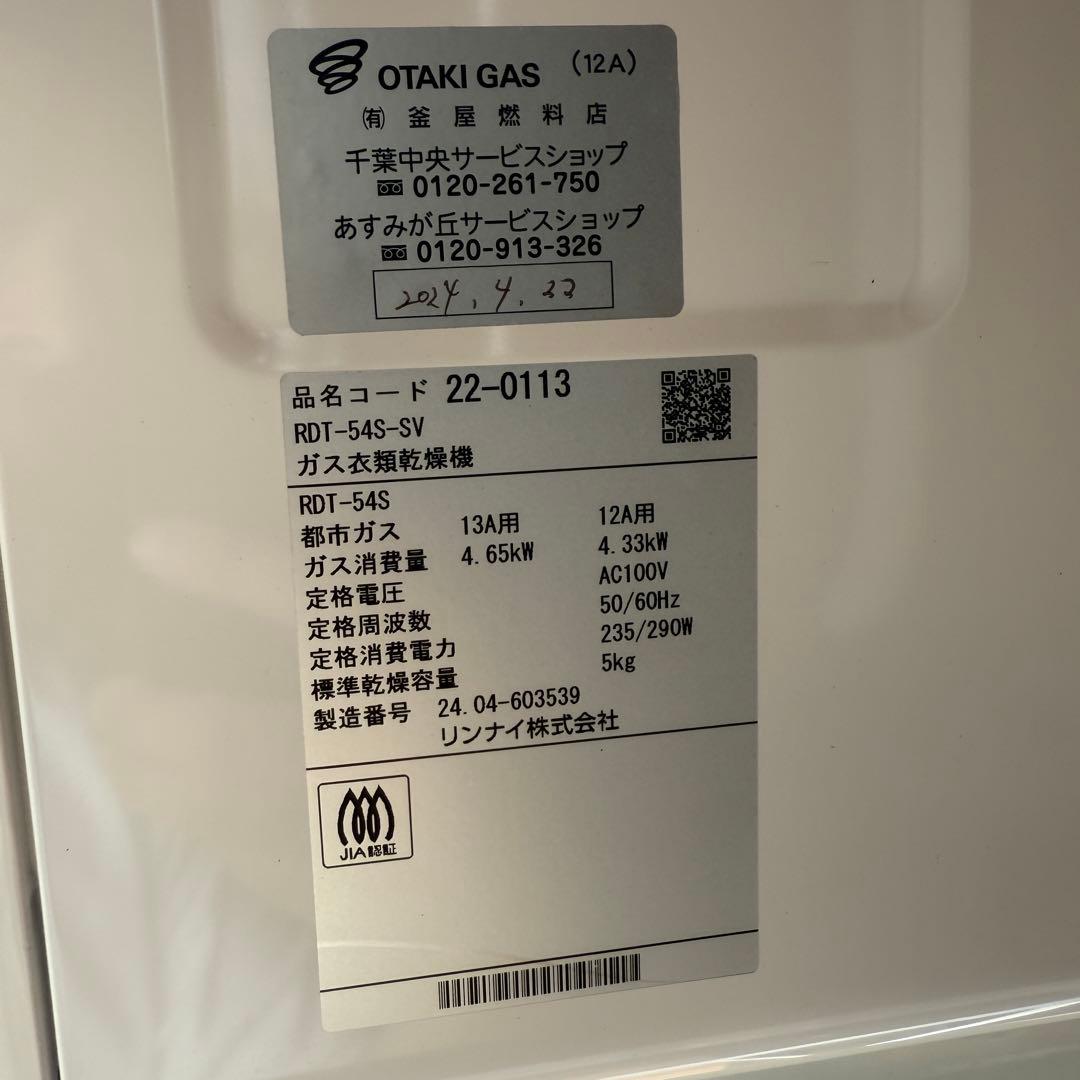 OTAKI GAS (12A)
㈲ 釜屋燃料店
千葉中央サービスショップ
0120-261-750
あすみが丘サービスショップ
0120-913-326
2024.4.22
品名コード 22-0113
RDT-54S-SV
ガス衣類乾燥機
RDT-54S
都市ガス 13A用 12A用
ガス消費量 4.65kW 4.33kW
定格電圧 AC100V
定格周波数 50/60Hz
定格消費電力 235/290W
標準乾燥容量 5kg
製造番号 24.04-603539
リンナイ株式会社
JIA認証